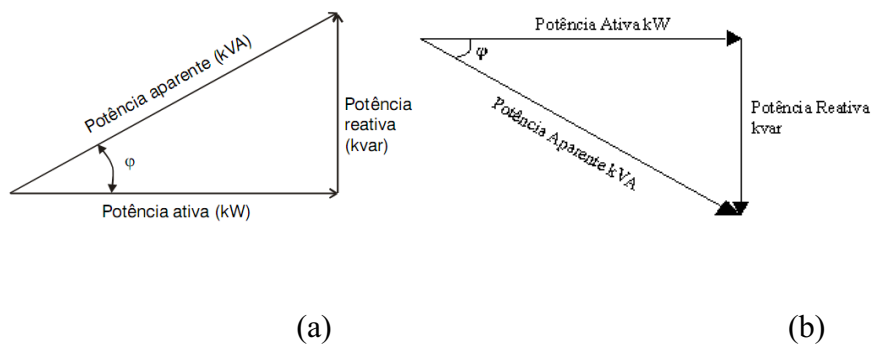 Potência aparente (kVA)
φ
Potência
reativa
(kvar)
Potência ativa (kW)
(a)
Potência Ativa kW
φ
Potência Aparente kVA
Potência Reativa
kvar
(b)